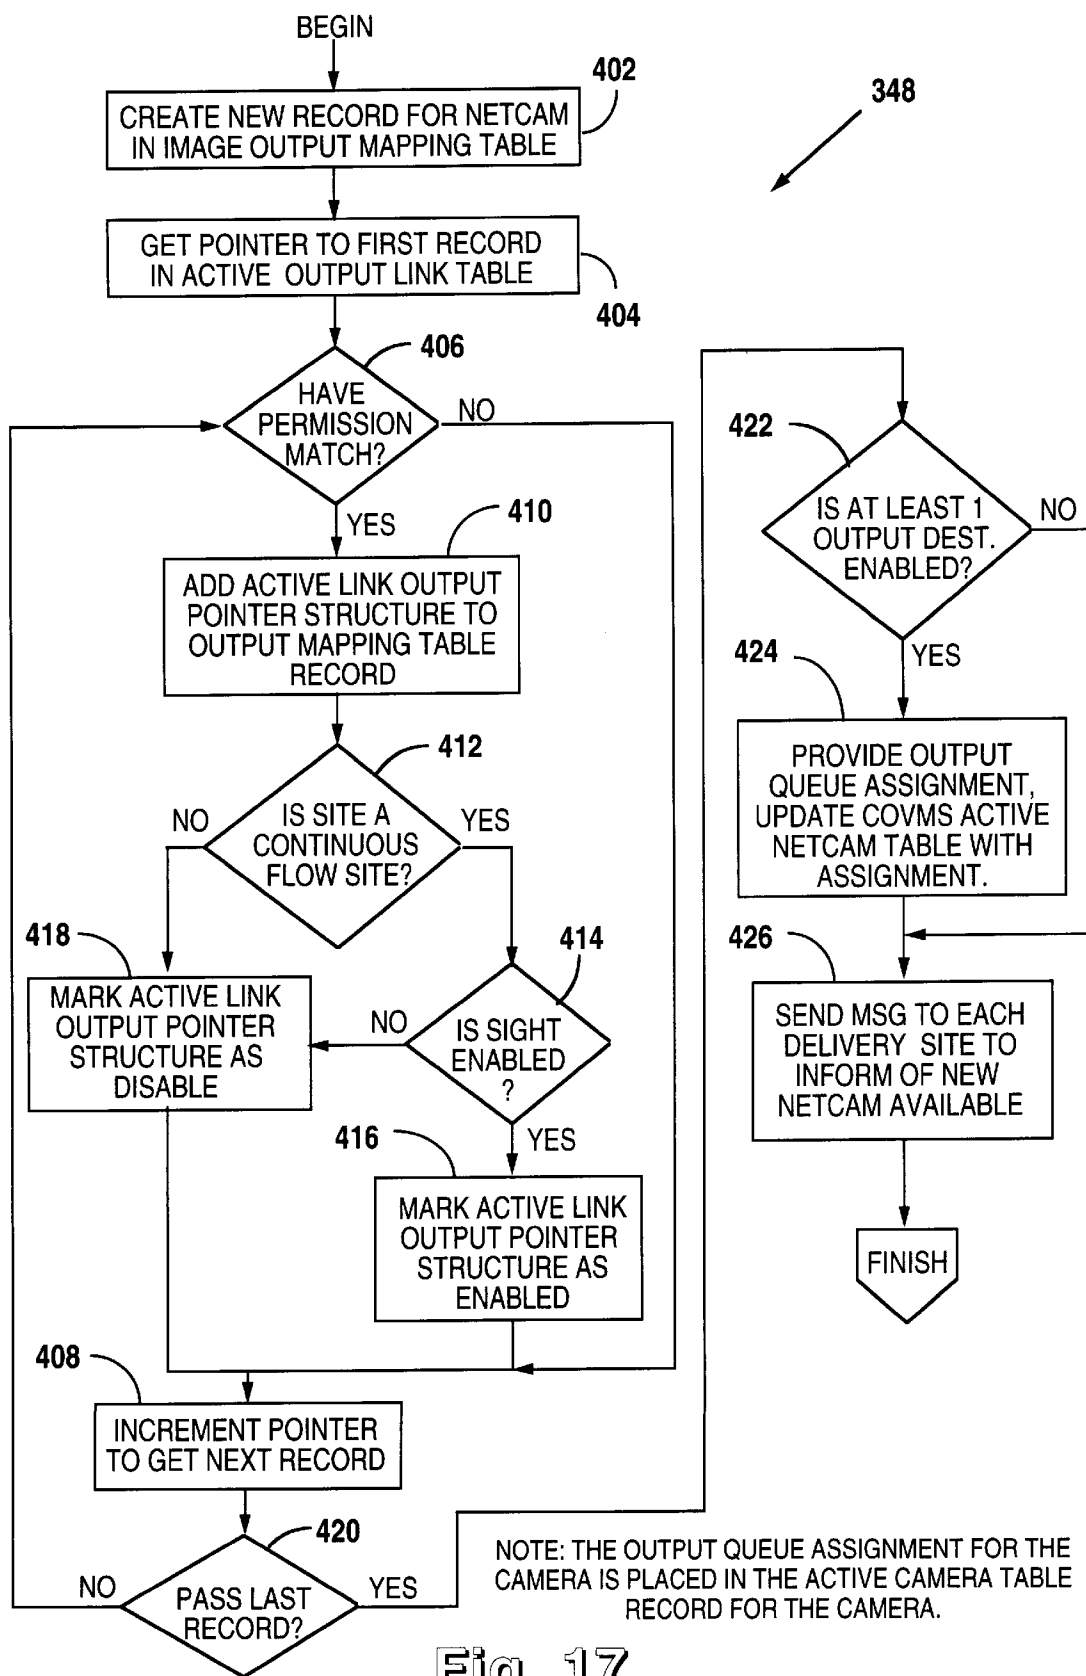 BEGIN
402
CREATE NEW RECORD FOR NETCAM
IN IMAGE OUTPUT MAPPING TABLE
348
GET POINTER TO FIRST RECORD
IN ACTIVE OUTPUT LINK TABLE
404
406
HAVE
PERMISSION
MATCH?
NO
YES
410
ADD ACTIVE LINK OUTPUT
POINTER STRUCTURE TO
OUTPUT MAPPING TABLE
RECORD
412
IS SITE A
CONTINUOUS
FLOW SITE?
NO
YES
418
MARK ACTIVE LINK
OUTPUT POINTER
STRUCTURE AS
DISABLE
414
IS SIGHT
ENABLED
?
NO
YES
416
MARK ACTIVE LINK
OUTPUT POINTER
STRUCTURE AS
ENABLED
408
INCREMENT POINTER
TO GET NEXT RECORD
420
PASS LAST
RECORD?
NO
YES
422
IS AT LEAST 1
OUTPUT DEST.
ENABLED?
NO
YES
424
PROVIDE OUTPUT
QUEUE ASSIGNMENT,
UPDATE COVMS ACTIVE
NETCAM TABLE WITH
ASSIGNMENT.
426
SEND MSG TO EACH
DELIVERY SITE TO
INFORM OF NEW
NETCAM AVAILABLE
FINISH
NOTE: THE OUTPUT QUEUE ASSIGNMENT FOR THE
CAMERA IS PLACED IN THE ACTIVE CAMERA TABLE
RECORD FOR THE CAMERA.
Fig. 17